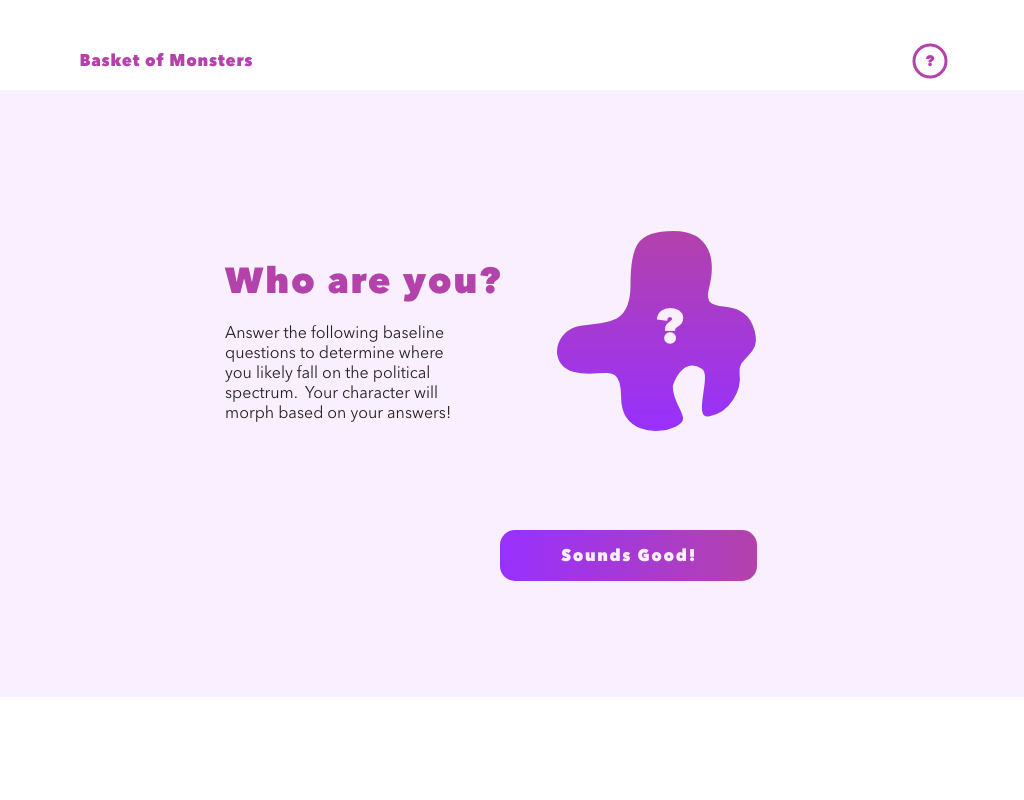 Basket of Monsters
?
Who are you?
?
Answer the following baseline
questions to determine where
you likely fall on the political
spectrum.  Your character will
morph based on your answers!
Sounds Good!